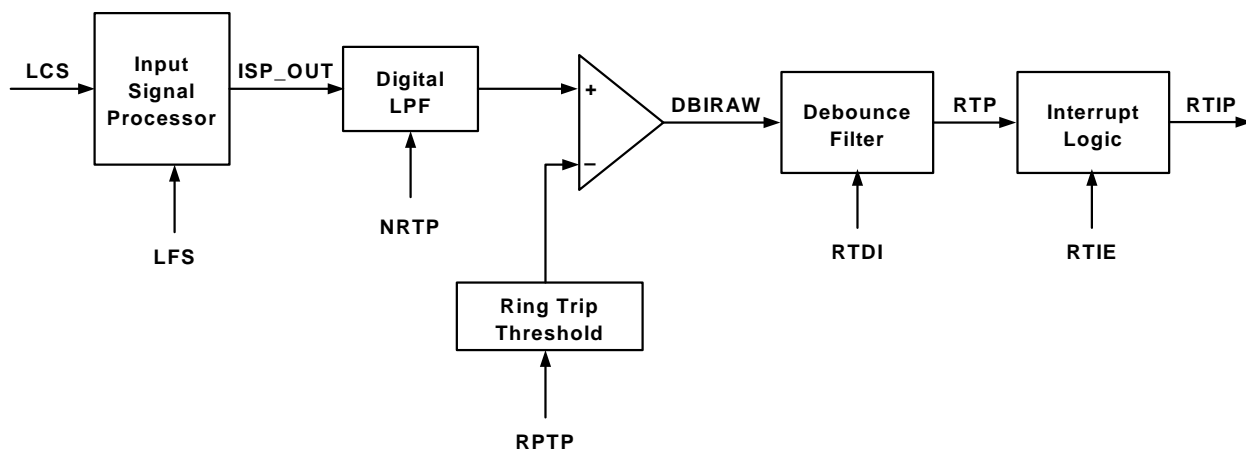 LCS
Input
Signal
Processor
ISP_OUT
Digital
LPF
+
−
DBIRAW
Debounce
Filter
RTP
Interrupt
Logic
RTIP
LFS
NRTP
RTDI
RTIE
Ring Trip
Threshold
RPTP